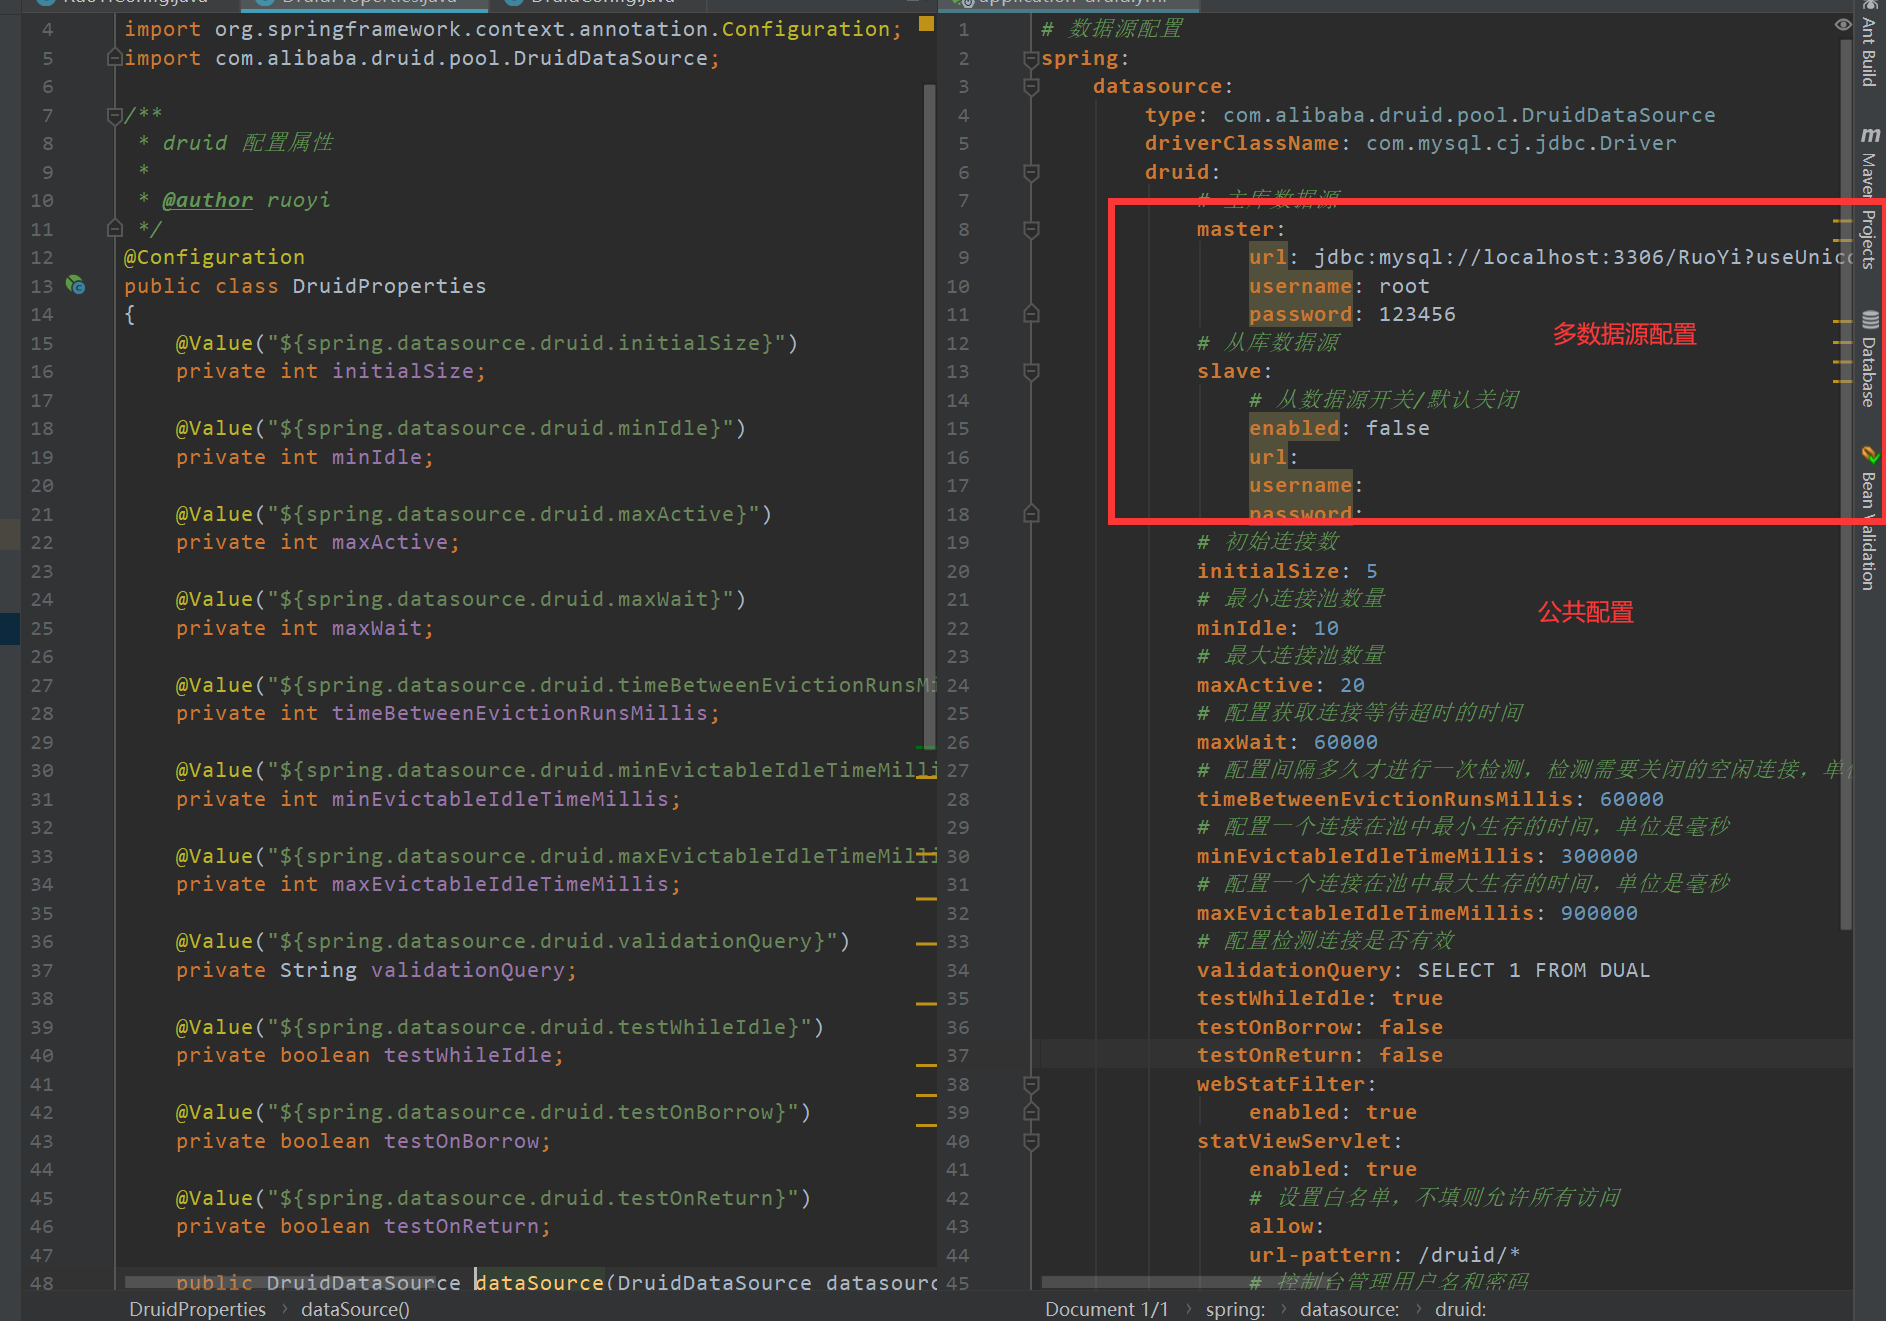 DruidProperties.java
4 import org.springframework.context.annotation.Configuration;
5 import com.alibaba.druid.pool.DruidDataSource;
6
7 /**
8 * druid 配置属性
9 *
10 * @author ruoyi
11 */
12 @Configuration
13 public class DruidProperties
14 {
15 @Value("${spring.datasource.druid.initialSize}")
16 private int initialSize;
17
18 @Value("${spring.datasource.druid.minIdle}")
19 private int minIdle;
20
21 @Value("${spring.datasource.druid.maxActive}")
22 private int maxActive;
23
24 @Value("${spring.datasource.druid.maxWait}")
25 private int maxWait;
26
27 @Value("${spring.datasource.druid.timeBetweenEvictionRunsMi
28 private int timeBetweenEvictionRunsMillis;
29
30 @Value("${spring.datasource.druid.minEvictableIdleTimeMilli
31 private int minEvictableIdleTimeMillis;
32
33 @Value("${spring.datasource.druid.maxEvictableIdleTimeMilli
34 private int maxEvictableIdleTimeMillis;
35
36 @Value("${spring.datasource.druid.validationQuery}")
37 private String validationQuery;
38
39 @Value("${spring.datasource.druid.testWhileIdle}")
40 private boolean testWhileIdle;
41
42 @Value("${spring.datasource.druid.testOnBorrow}")
43 private boolean testOnBorrow;
44
45 @Value("${spring.datasource.druid.testOnReturn}")
46 private boolean testOnReturn;
47
48 public DruidDataSource dataSource(DruidDataSource datasourc
DruidProperties › dataSource()
1 # 数据源配置
2 spring:
3 datasource:
4 type: com.alibaba.druid.pool.DruidDataSource
5 driverClassName: com.mysql.cj.jdbc.Driver
6 druid:
7 # 主库数据源
8 master:
9 url: jdbc:mysql://localhost:3306/RuoYi?useUnico
10 username: root
11 password: 123456
多数据源配置
12 # 从库数据源
13 slave:
14 # 从数据源开关/默认关闭
15 enabled: false
16 url:
17 username:
18 password:
19 # 初始连接数
20 initialSize: 5
21 # 最小连接池数量
公共配置
22 minIdle: 10
23 # 最大连接池数量
24 maxActive: 20
25 # 配置获取连接等待超时的时间
26 maxWait: 60000
27 # 配置间隔多久才进行一次检测，检测需要关闭的空闲连接，单位
28 timeBetweenEvictionRunsMillis: 60000
29 # 配置一个连接在池中最小生存的时间，单位是毫秒
30 minEvictableIdleTimeMillis: 300000
31 # 配置一个连接在池中最大生存的时间，单位是毫秒
32 maxEvictableIdleTimeMillis: 900000
33 # 配置检测连接是否有效
34 validationQuery: SELECT 1 FROM DUAL
35 testWhileIdle: true
36 testOnBorrow: false
37 testOnReturn: false
38 webStatFilter:
39 enabled: true
40 statViewServlet:
41 enabled: true
42 # 设置白名单，不填则允许所有访问
43 allow:
44 url-pattern: /druid/*
45 # 控制台管理用户名和密码
Document 1/1 › spring: › datasource: › druid:
Ant Build
Maven Projects
Database
Bean Validation